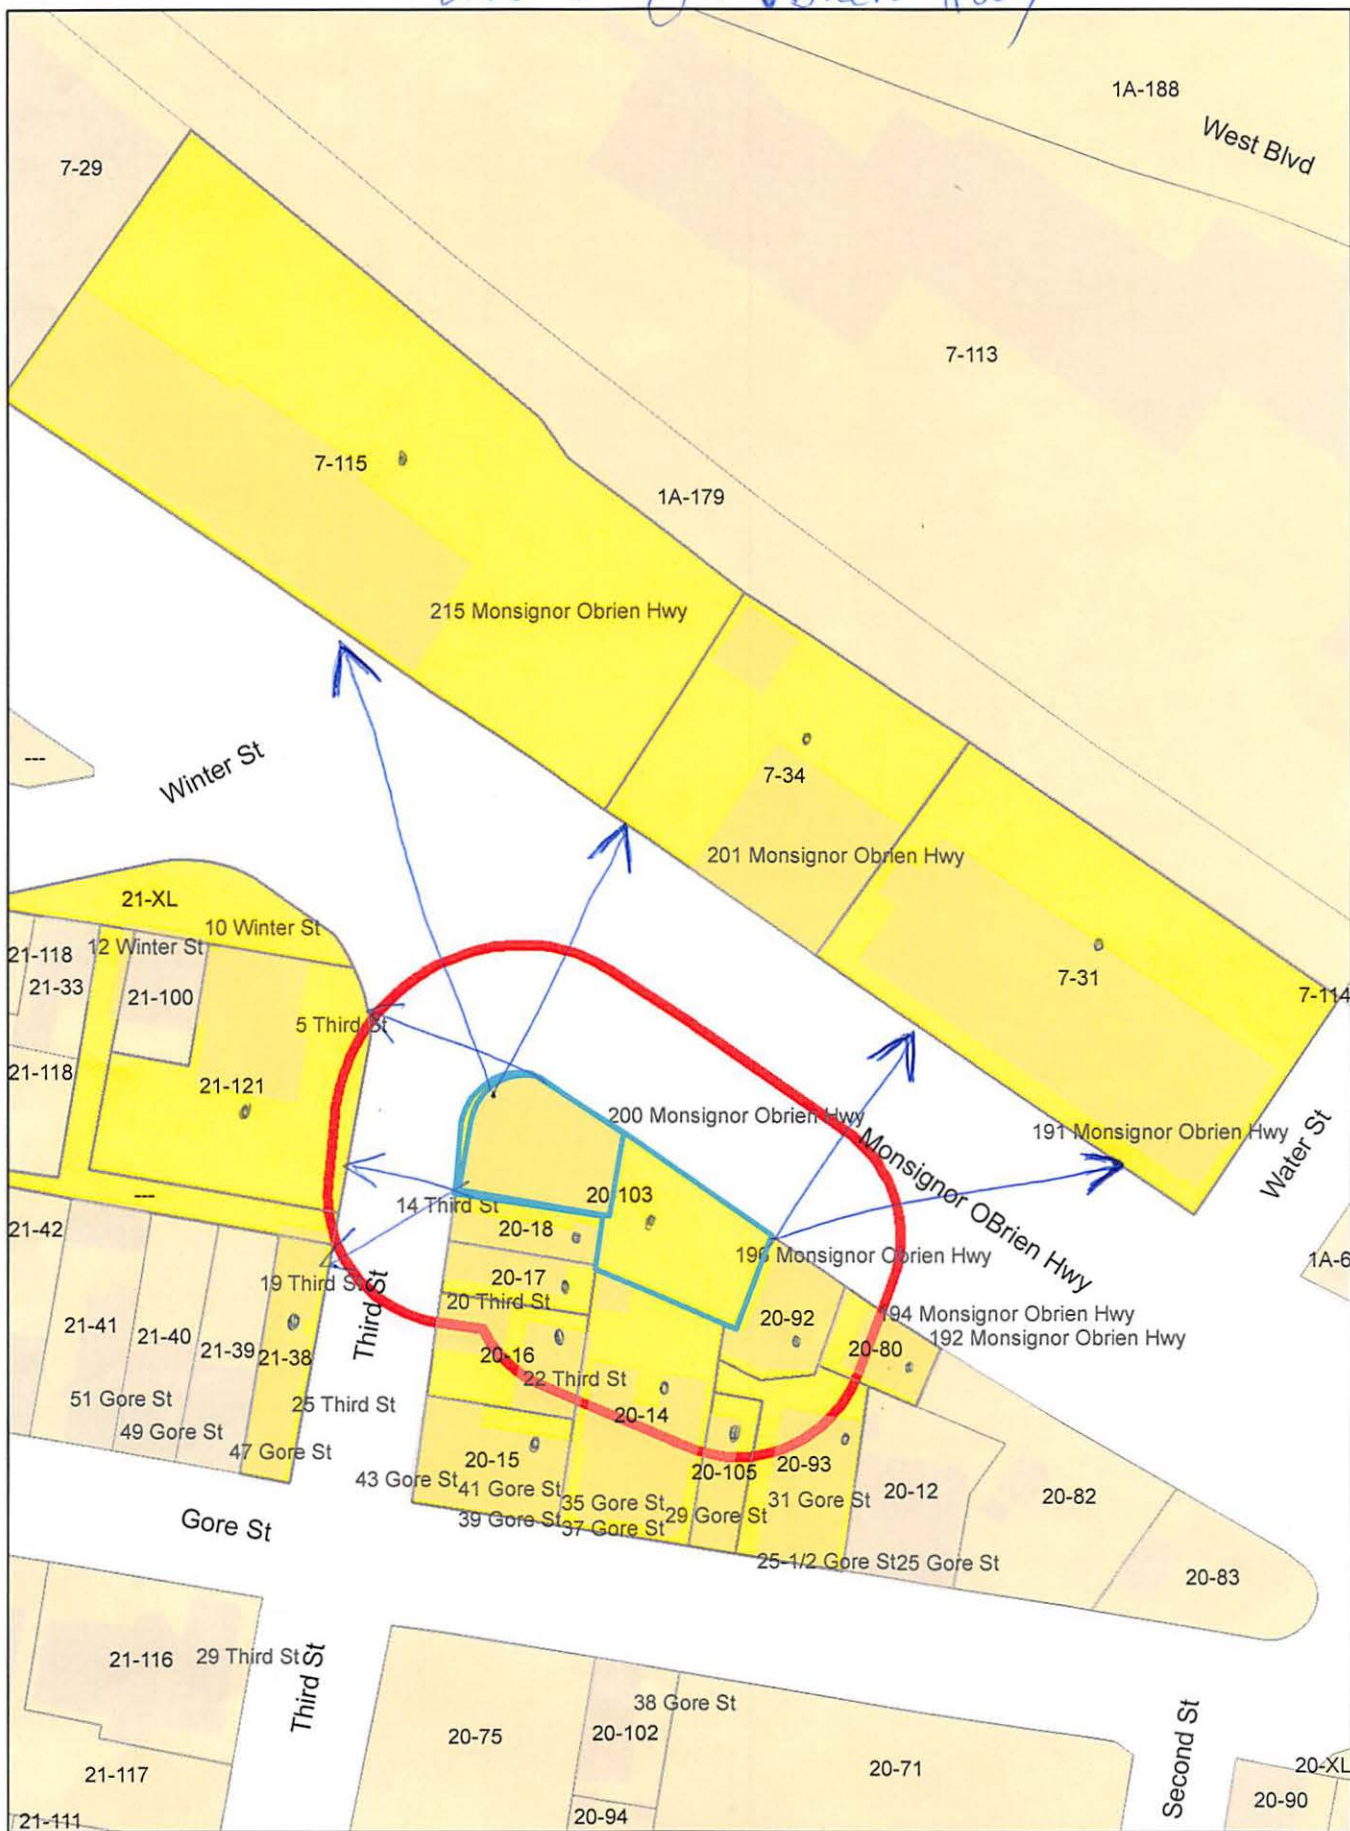 Hwy
1A-188
West Blvd
7-29
7-113
7-115
1A-179
215 Monsignor Obrien Hwy
---
Winter St
7-34
201 Monsignor Obrien Hwy
21-XL
10 Winter St
12 Winter St
21-118
21-33
21-100
7-31
7-114
5 Third St
21-118
21-121
200 Monsignor Obrien Hwy
191 Monsignor Obrien Hwy
Monsignor OBrien Hwy
Water St
---
14 Third St
20-103
21-42
20-18
196 Monsignor Obrien Hwy
1A-6
19 Third St
20-17
20 Third St
Third St
21-41
21-40
21-39
21-38
20-92
194 Monsignor Obrien Hwy
192 Monsignor Obrien Hwy
20-80
20-16
22 Third St
51 Gore St
49 Gore St
47 Gore St
25 Third St
20-14
20-15
20-105
20-93
43 Gore St
41 Gore St
39 Gore St
35 Gore St
37 Gore St
29 Gore St
31 Gore St
20-12
20-82
Gore St
25-1/2 Gore St
25 Gore St
20-83
21-116
29 Third St
Third St
38 Gore St
20-75
20-102
20-71
Second St
21-117
20-XL
21-111
20-94
20-90